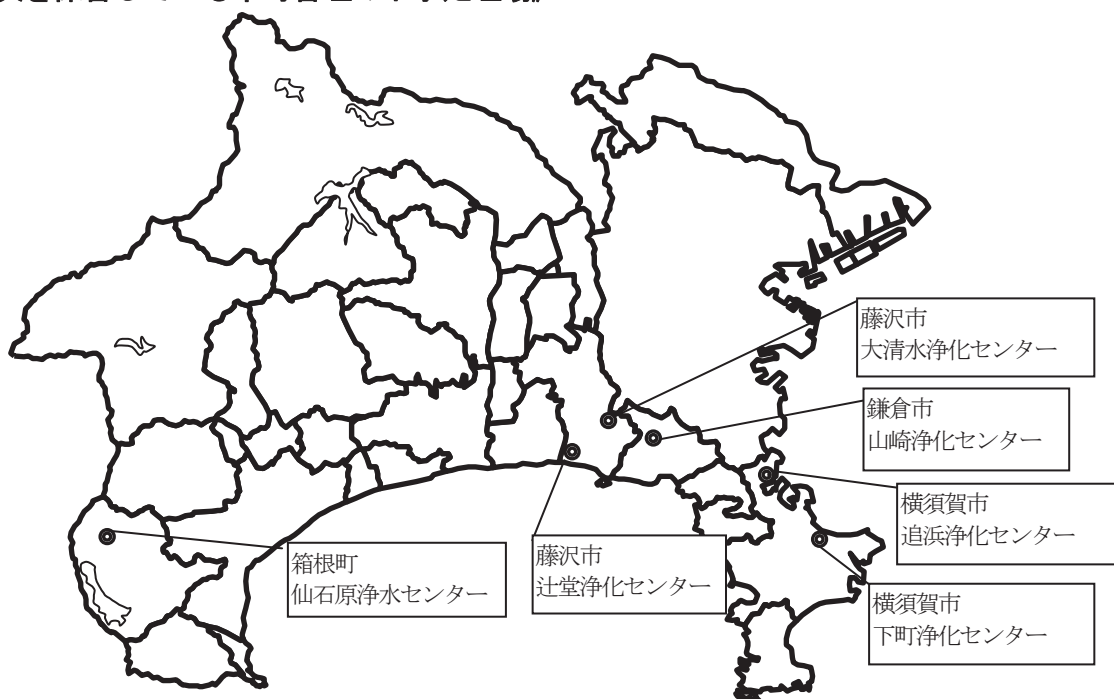 藤沢市
大清水浄化センター
鎌倉市
山崎浄化センター
横須賀市
追浜浄化センター
横須賀市
下町浄化センター
藤沢市
辻堂浄化センター
箱根町
仙石原浄水センター